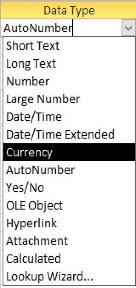 Data Type
AutoNumber
Short Text
Long Text
Number
Large Number
Date/Time
Date/Time Extended
Currency
AutoNumber
Yes/No
OLE Object
Hyperlink
Attachment
Calculated
Lookup Wizard...